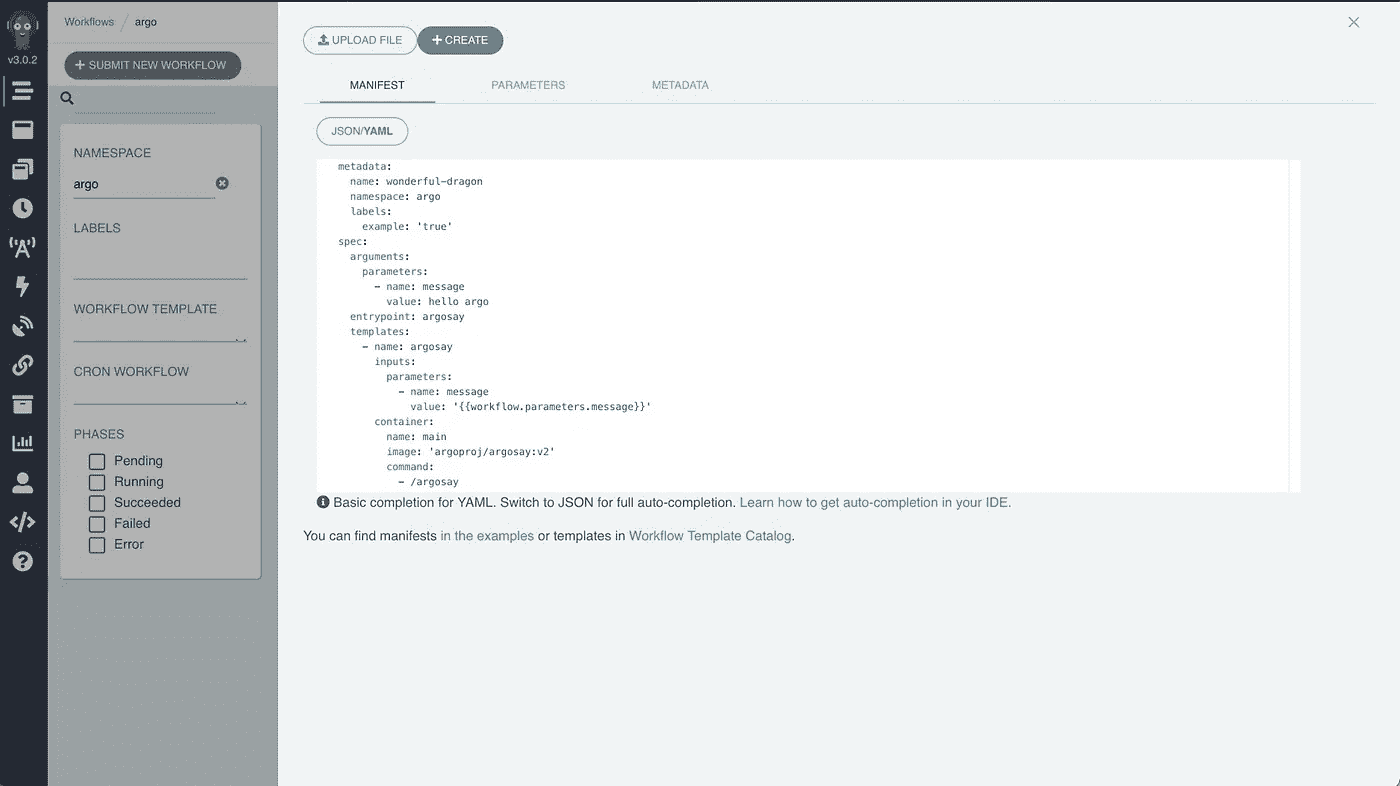 v3.0.2
Workflows / argo
+ SUBMIT NEW WORKFLOW
NAMESPACE
argo
LABELS
WORKFLOW TEMPLATE
CRON WORKFLOW
PHASES
Pending
Running
Succeeded
Failed
Error
UPLOAD FILE
+ CREATE
MANIFEST
PARAMETERS
METADATA
JSON/YAML
metadata:
  name: wonderful-dragon
  namespace: argo
  labels:
    example: 'true'
spec:
  arguments:
    parameters:
      - name: message
        value: hello argo
  entrypoint: argosay
  templates:
    - name: argosay
      inputs:
        parameters:
          - name: message
            value: '{{workflow.parameters.message}}'
      container:
        name: main
        image: 'argoproj/argosay:v2'
        command:
          - /argosay
Basic completion for YAML. Switch to JSON for full auto-completion. Learn how to get auto-completion in your IDE.
You can find manifests in the examples or templates in Workflow Template Catalog.